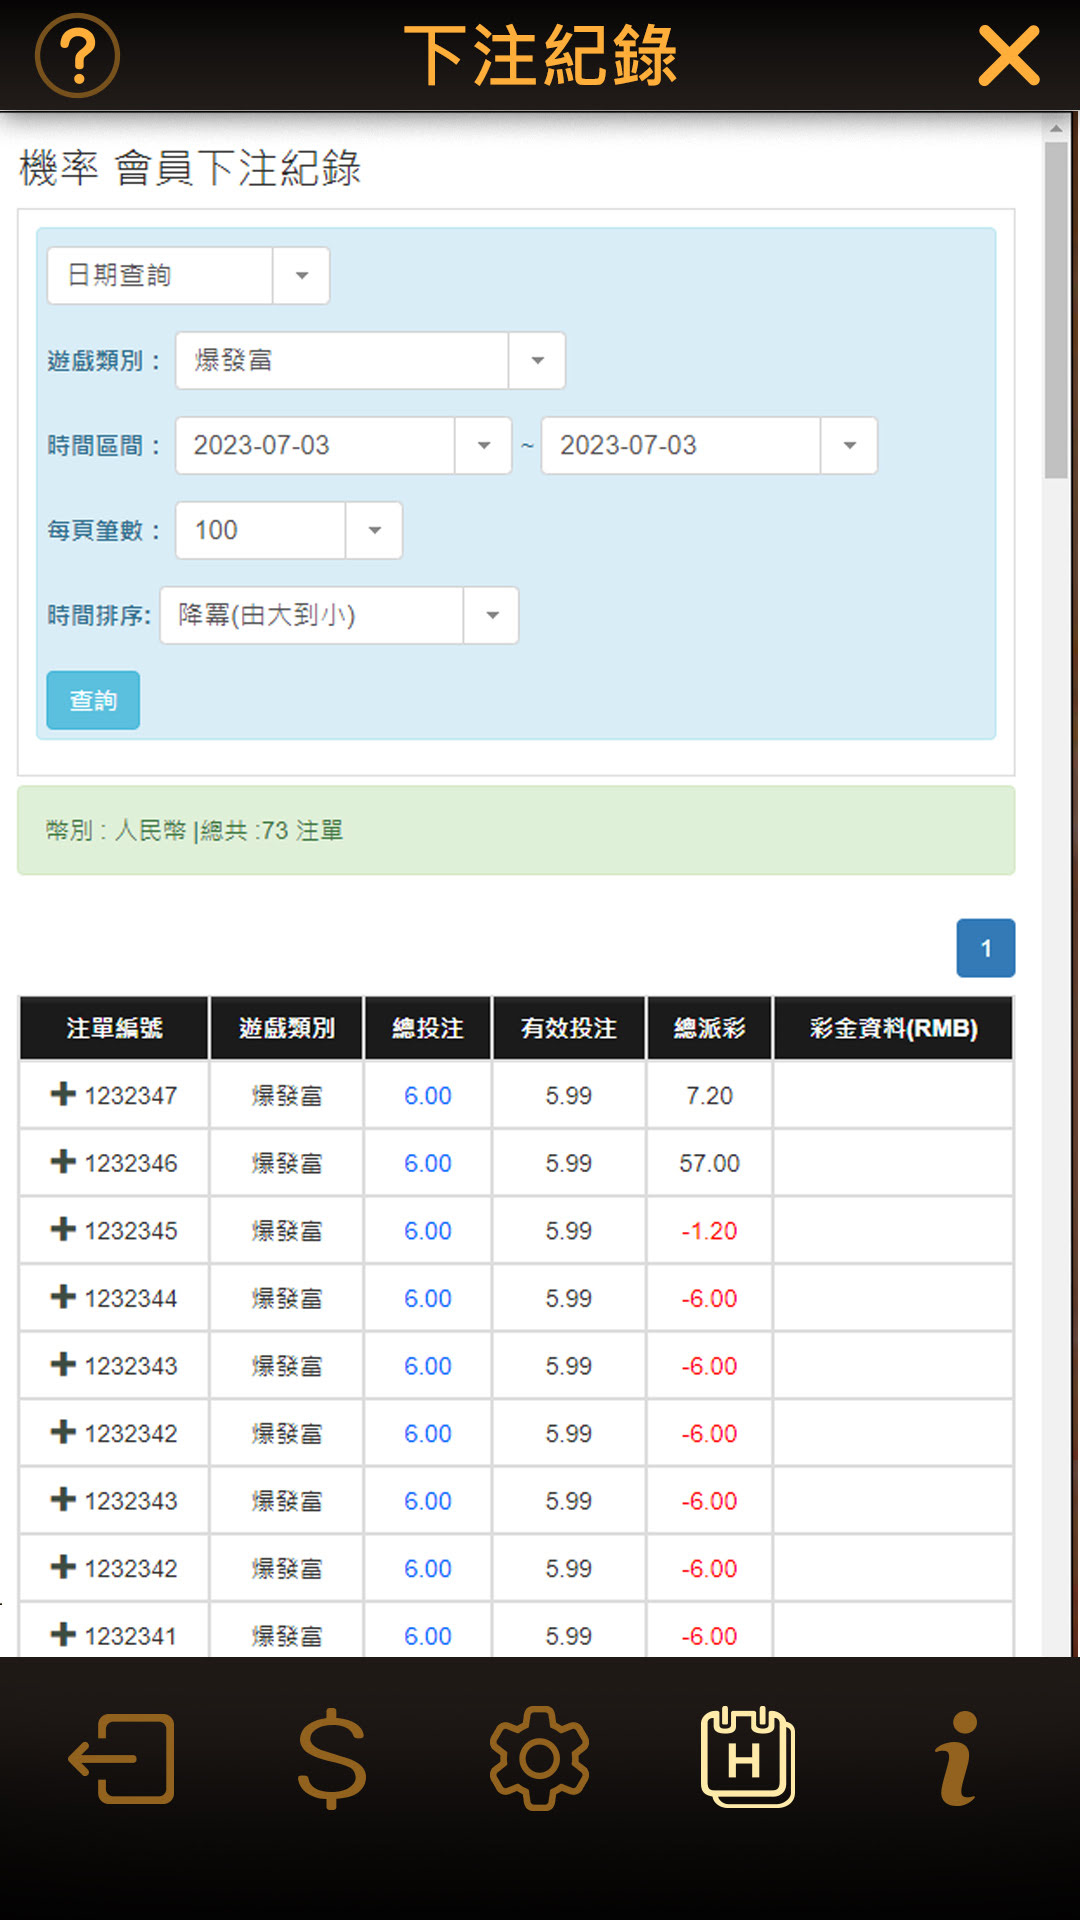 ?
下注紀錄
機率 會員下注紀錄
日期查詢
遊戲類別： 爆發富
時間區間： 2023-07-03 ~ 2023-07-03
每頁筆數： 100
時間排序: 降冪(由大到小)
查詢
幣別 : 人民幣 |總共 :73 注單
1
注單編號 遊戲類別 總投注 有效投注 總派彩 彩金資料(RMB)
1232347 爆發富 6.00 5.99 7.20
1232346 爆發富 6.00 5.99 57.00
1232345 爆發富 6.00 5.99 -1.20
1232344 爆發富 6.00 5.99 -6.00
1232343 爆發富 6.00 5.99 -6.00
1232342 爆發富 6.00 5.99 -6.00
1232343 爆發富 6.00 5.99 -6.00
1232342 爆發富 6.00 5.99 -6.00
1232341 爆發富 6.00 5.99 -6.00
$ H i